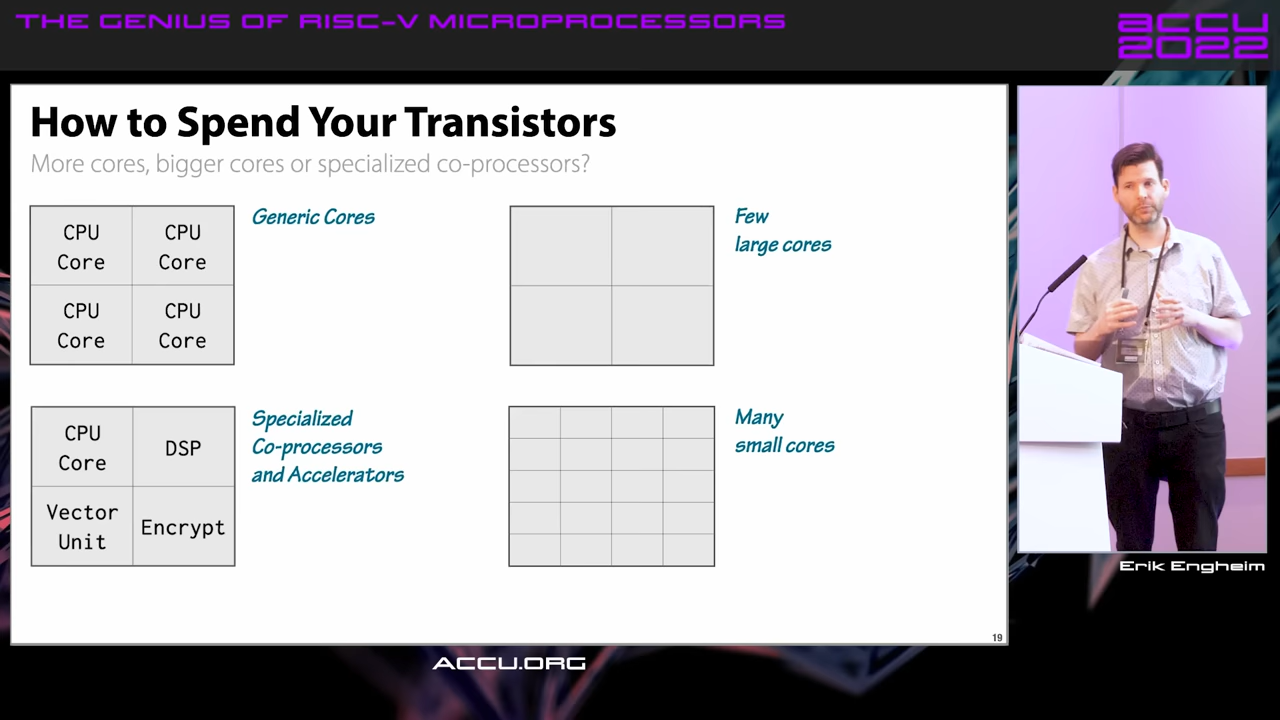 THE GENIUS OF RISC-V MICROPROCESSORS
ACCU
2022
How to Spend Your Transistors
More cores, bigger cores or specialized co-processors?
CPU
Core
CPU
Core
CPU
Core
CPU
Core
Generic Cores
Few
large cores
CPU
Core
DSP
Vector
Unit
Encrypt
Specialized
Co-processors
and Accelerators
Many
small cores
19
Erik Engheim
ACCU.ORG